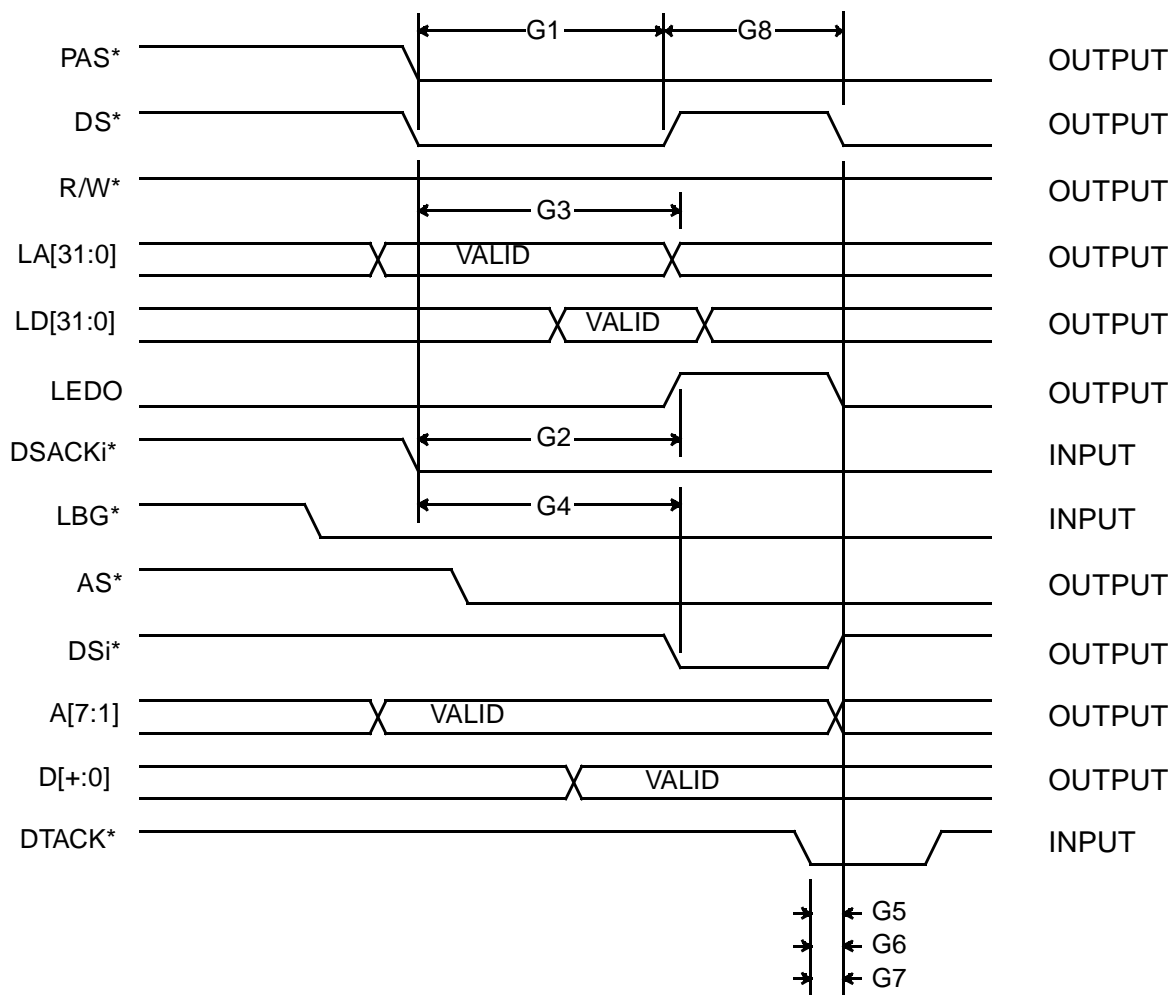 G1 G8
PAS* OUTPUT
DS* OUTPUT
R/W* OUTPUT
G3
LA[31:0] VALID OUTPUT
LD[31:0] VALID OUTPUT
LEDO OUTPUT
G2
DSACKi* INPUT
G4
LBG* INPUT
AS* OUTPUT
DSi* OUTPUT
A[7:1] VALID OUTPUT
D[+:0] VALID OUTPUT
DTACK* INPUT
G5
G6
G7